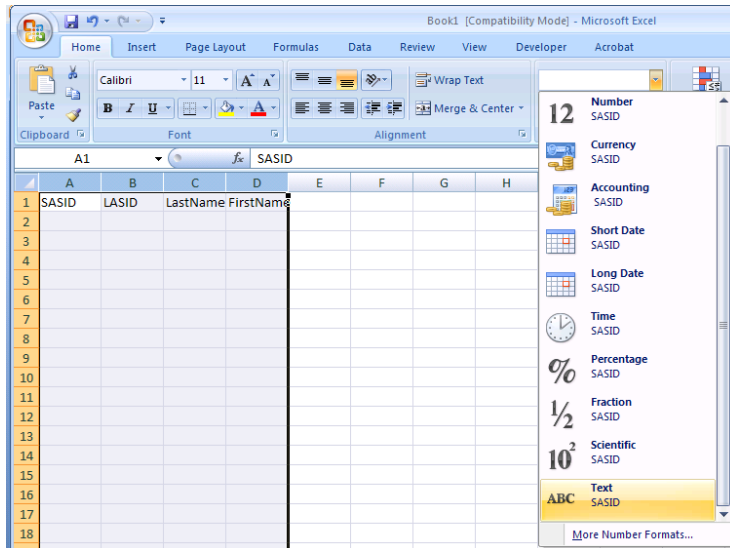 Book1 [Compatibility Mode] - Microsoft Excel
Home Insert Page Layout Formulas Data Review View Developer Acrobat
Paste
Calibri 11 A A Wrap Text
B I U A Merge & Center
Clipboard Font Alignment
A1 fx SASID
A B C D E F G H
1 SASID LASID LastName FirstName
2
3
4
5
6
7
8
9
10
11
12
13
14
15
16
17
18
12 Number
SASID
Currency
SASID
Accounting
SASID
Short Date
SASID
Long Date
SASID
Time
SASID
% Percentage
SASID
1/2 Fraction
SASID
10² Scientific
SASID
ABC Text
SASID
More Number Formats...